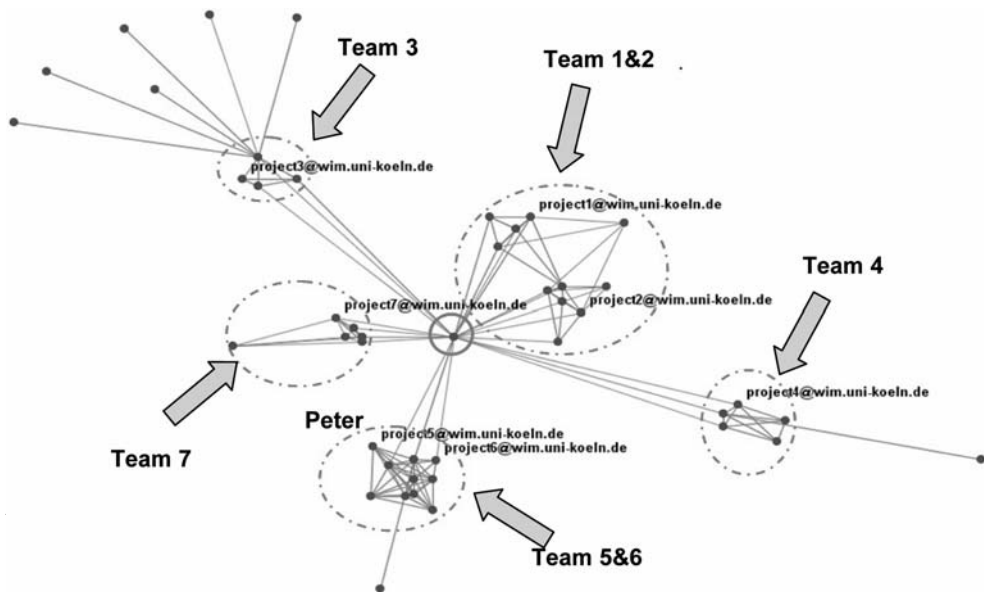 Team 3
Team 1&2
project3@wim.uni-koeln.de
project1@wim.uni-koeln.de
Team 4
project7@wim.uni-koeln.de
project2@wim.uni-koeln.de
project4@wim.uni-koeln.de
Peter
project5@wim.uni-koeln.de
project6@wim.uni-koeln.de
Team 7
Team 5&6